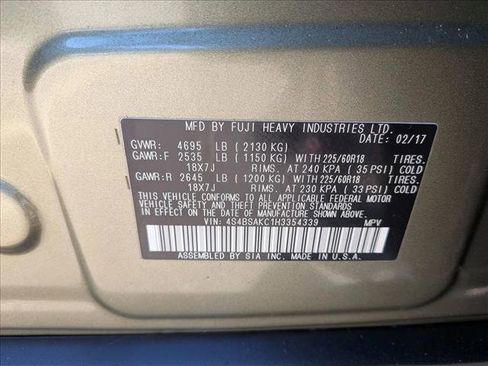 MFD BY FUJI HEAVY INDUSTRIES LTD.
DATE: 02/17
GVWR: 4695 LB (2130 KG)
GAWR:F 2535 LB (1150 KG) WITH 225/60R18 TIRES.
18X7J RIMS. AT 240 KPA (35 PSI) COLD
GAWR:R 2645 LB (1200 KG) WITH 225/60R18 TIRES.
18X7J RIMS. AT 230 KPA (33 PSI) COLD
THIS VEHICLE CONFORMS TO ALL APPLICABLE FEDERAL MOTOR
VEHICLE SAFETY AND THEFT PREVENTION STANDARDS IN EFFECT
ON THE DATE OF MANUFACTURE SHOWN ABOVE.
VIN: 4S4BSAKC1H3354339 MPV
ASSEMBLED BY SIA INC. MADE IN U.S.A.